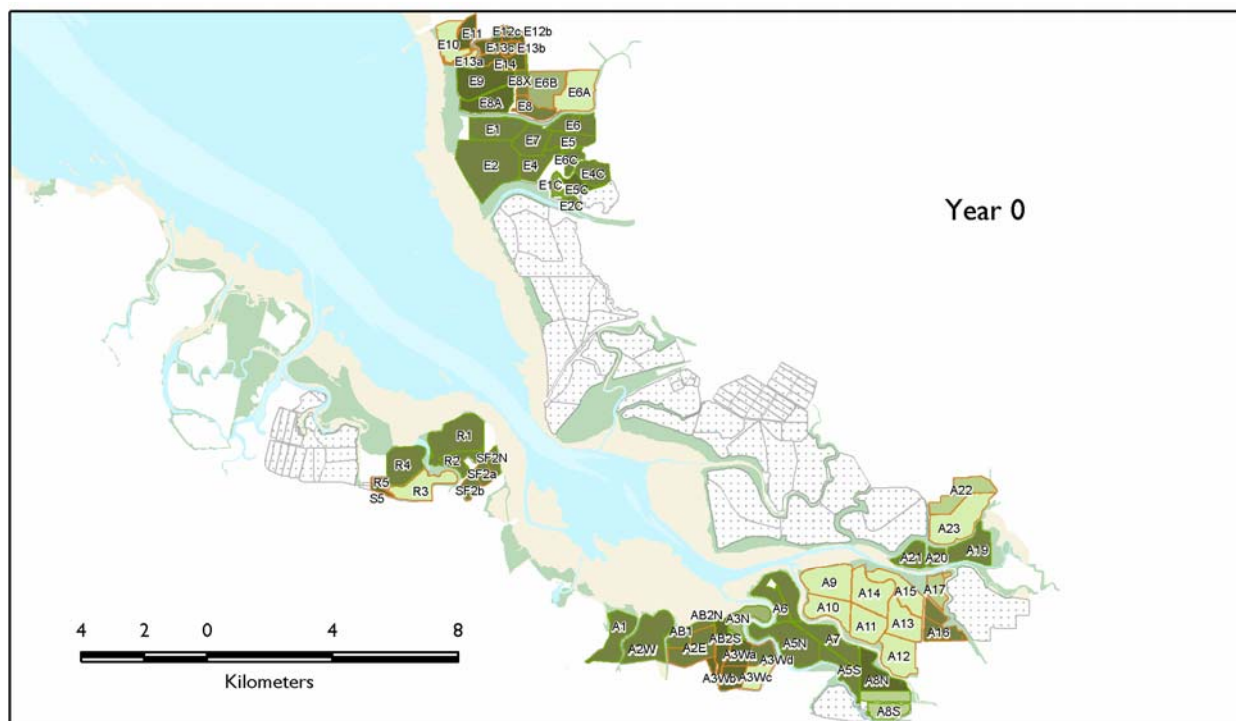 E11
E12c
E12b
E10
E13c
E13b
E13a
E14
E9
E8X
E6B
E6A
E8A
E8
E1
E7
E6
E5
E2
E4
E6C
E4C
E1C
E5C
E2C
Year 0
R1
R4
R2
SF2N
SF2a
R5
R3
SF2b
S5
A22
A23
A21
A20
A19
A9
A14
A15
A17
A10
A11
A13
A16
A12
A6
AB2N
A3N
A1
AB1
AB2S
A2W
A2E
A3Wa
A3Wd
A5N
A7
A3Wb
A3Wc
A5S
A8N
A8S
4 2 0 4 8
Kilometers